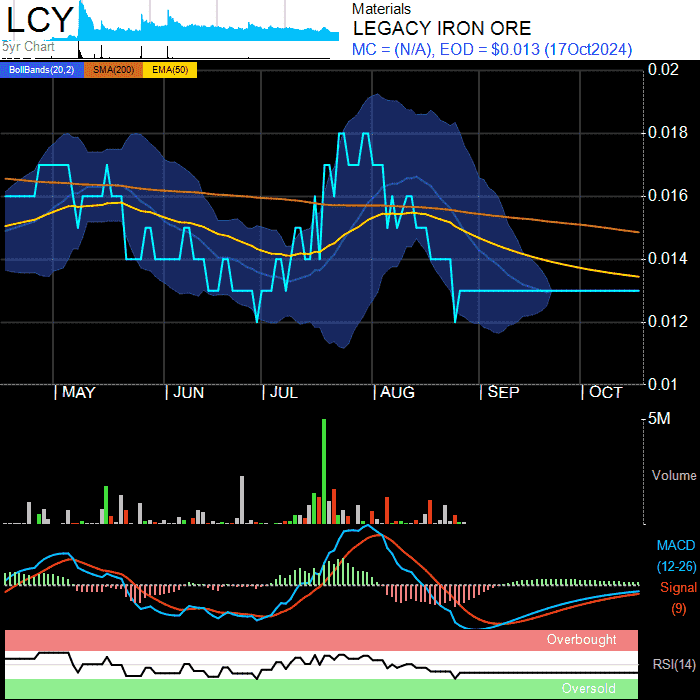 LCY
5yr Chart
Materials
LEGACY IRON ORE
MC = (N/A), EOD = $0.013 (17Oct2024)
BollBands(20,2) SMA(200) EMA(50)
0.02
0.018
0.016
0.014
0.012
0.01
| MAY | JUN | JUL | AUG | SEP | OCT
5M
Volume
MACD
(12-26)
Signal
(9)
Overbought
RSI(14)
Oversold